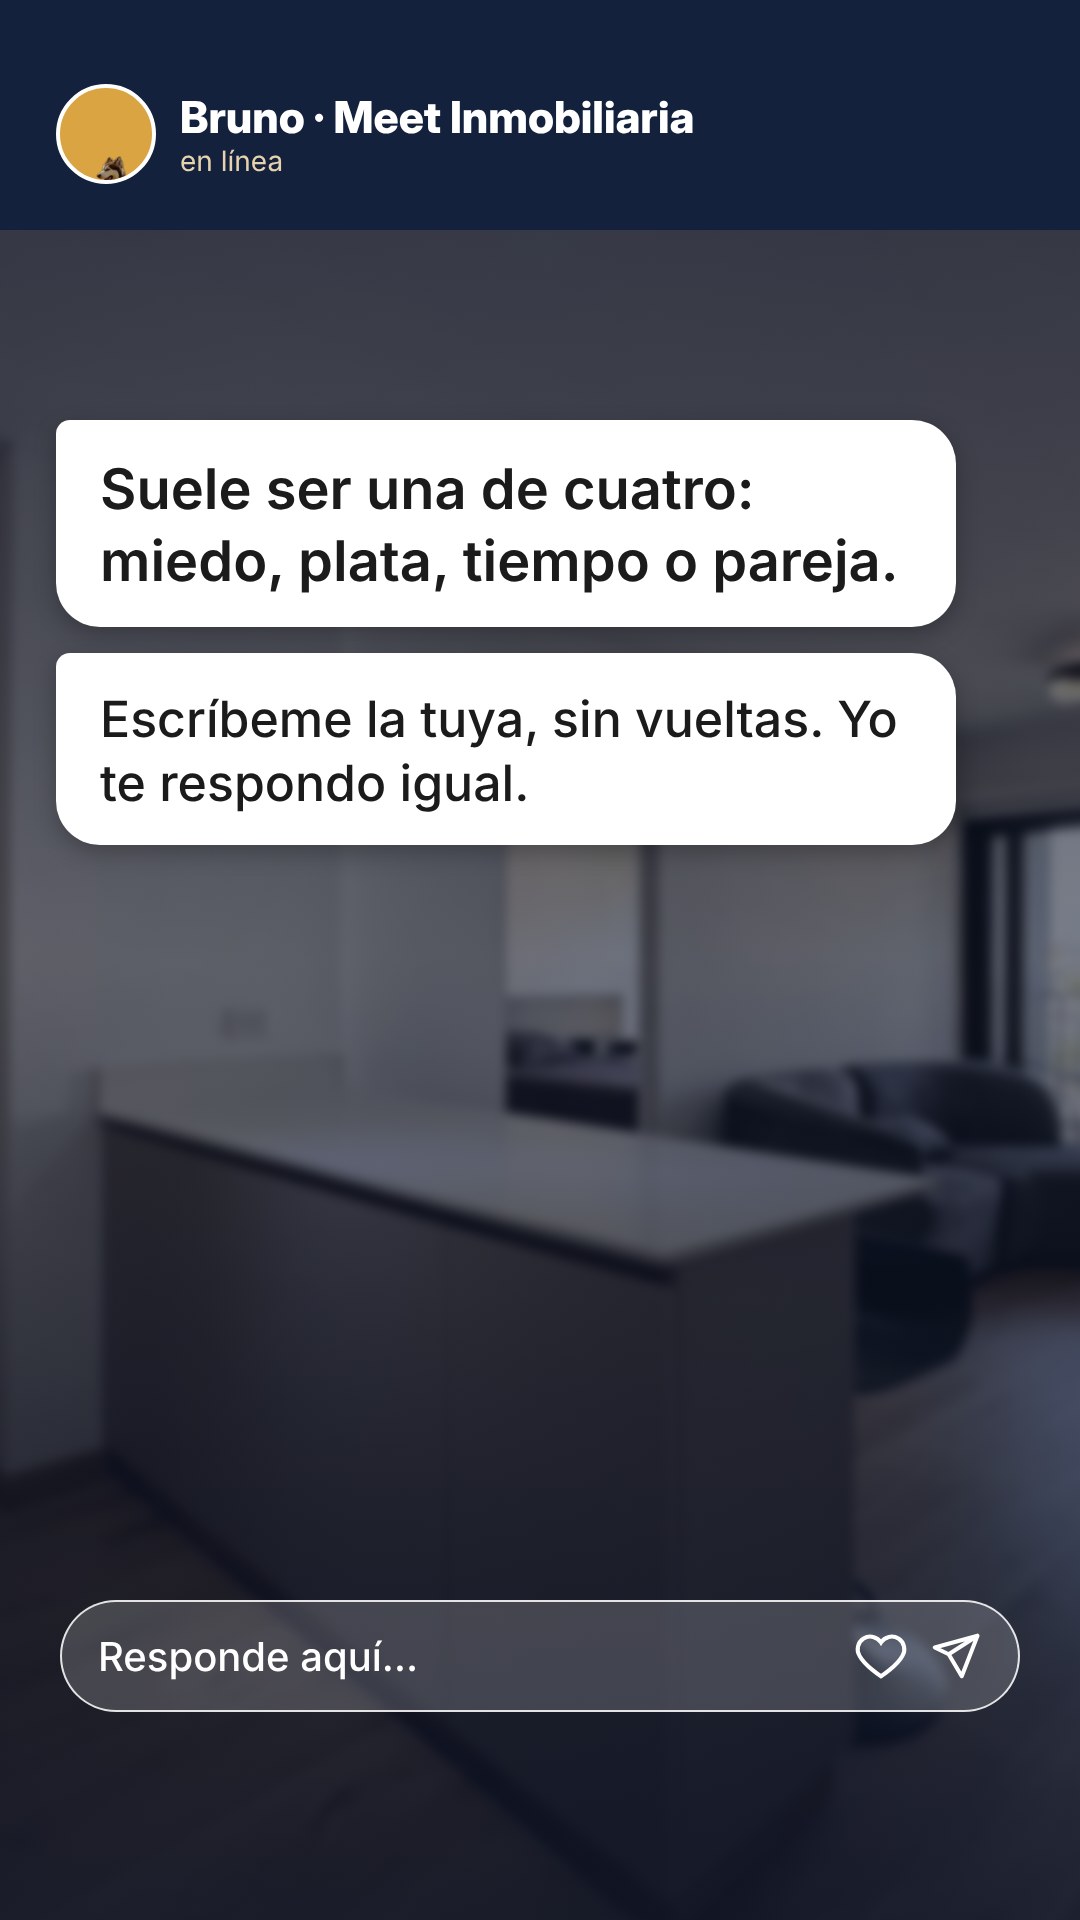 Bruno · Meet Inmobiliaria
en línea
Suele ser una de cuatro:
miedo, plata, tiempo o pareja.
Escríbeme la tuya, sin vueltas. Yo
te respondo igual.
Responde aquí...